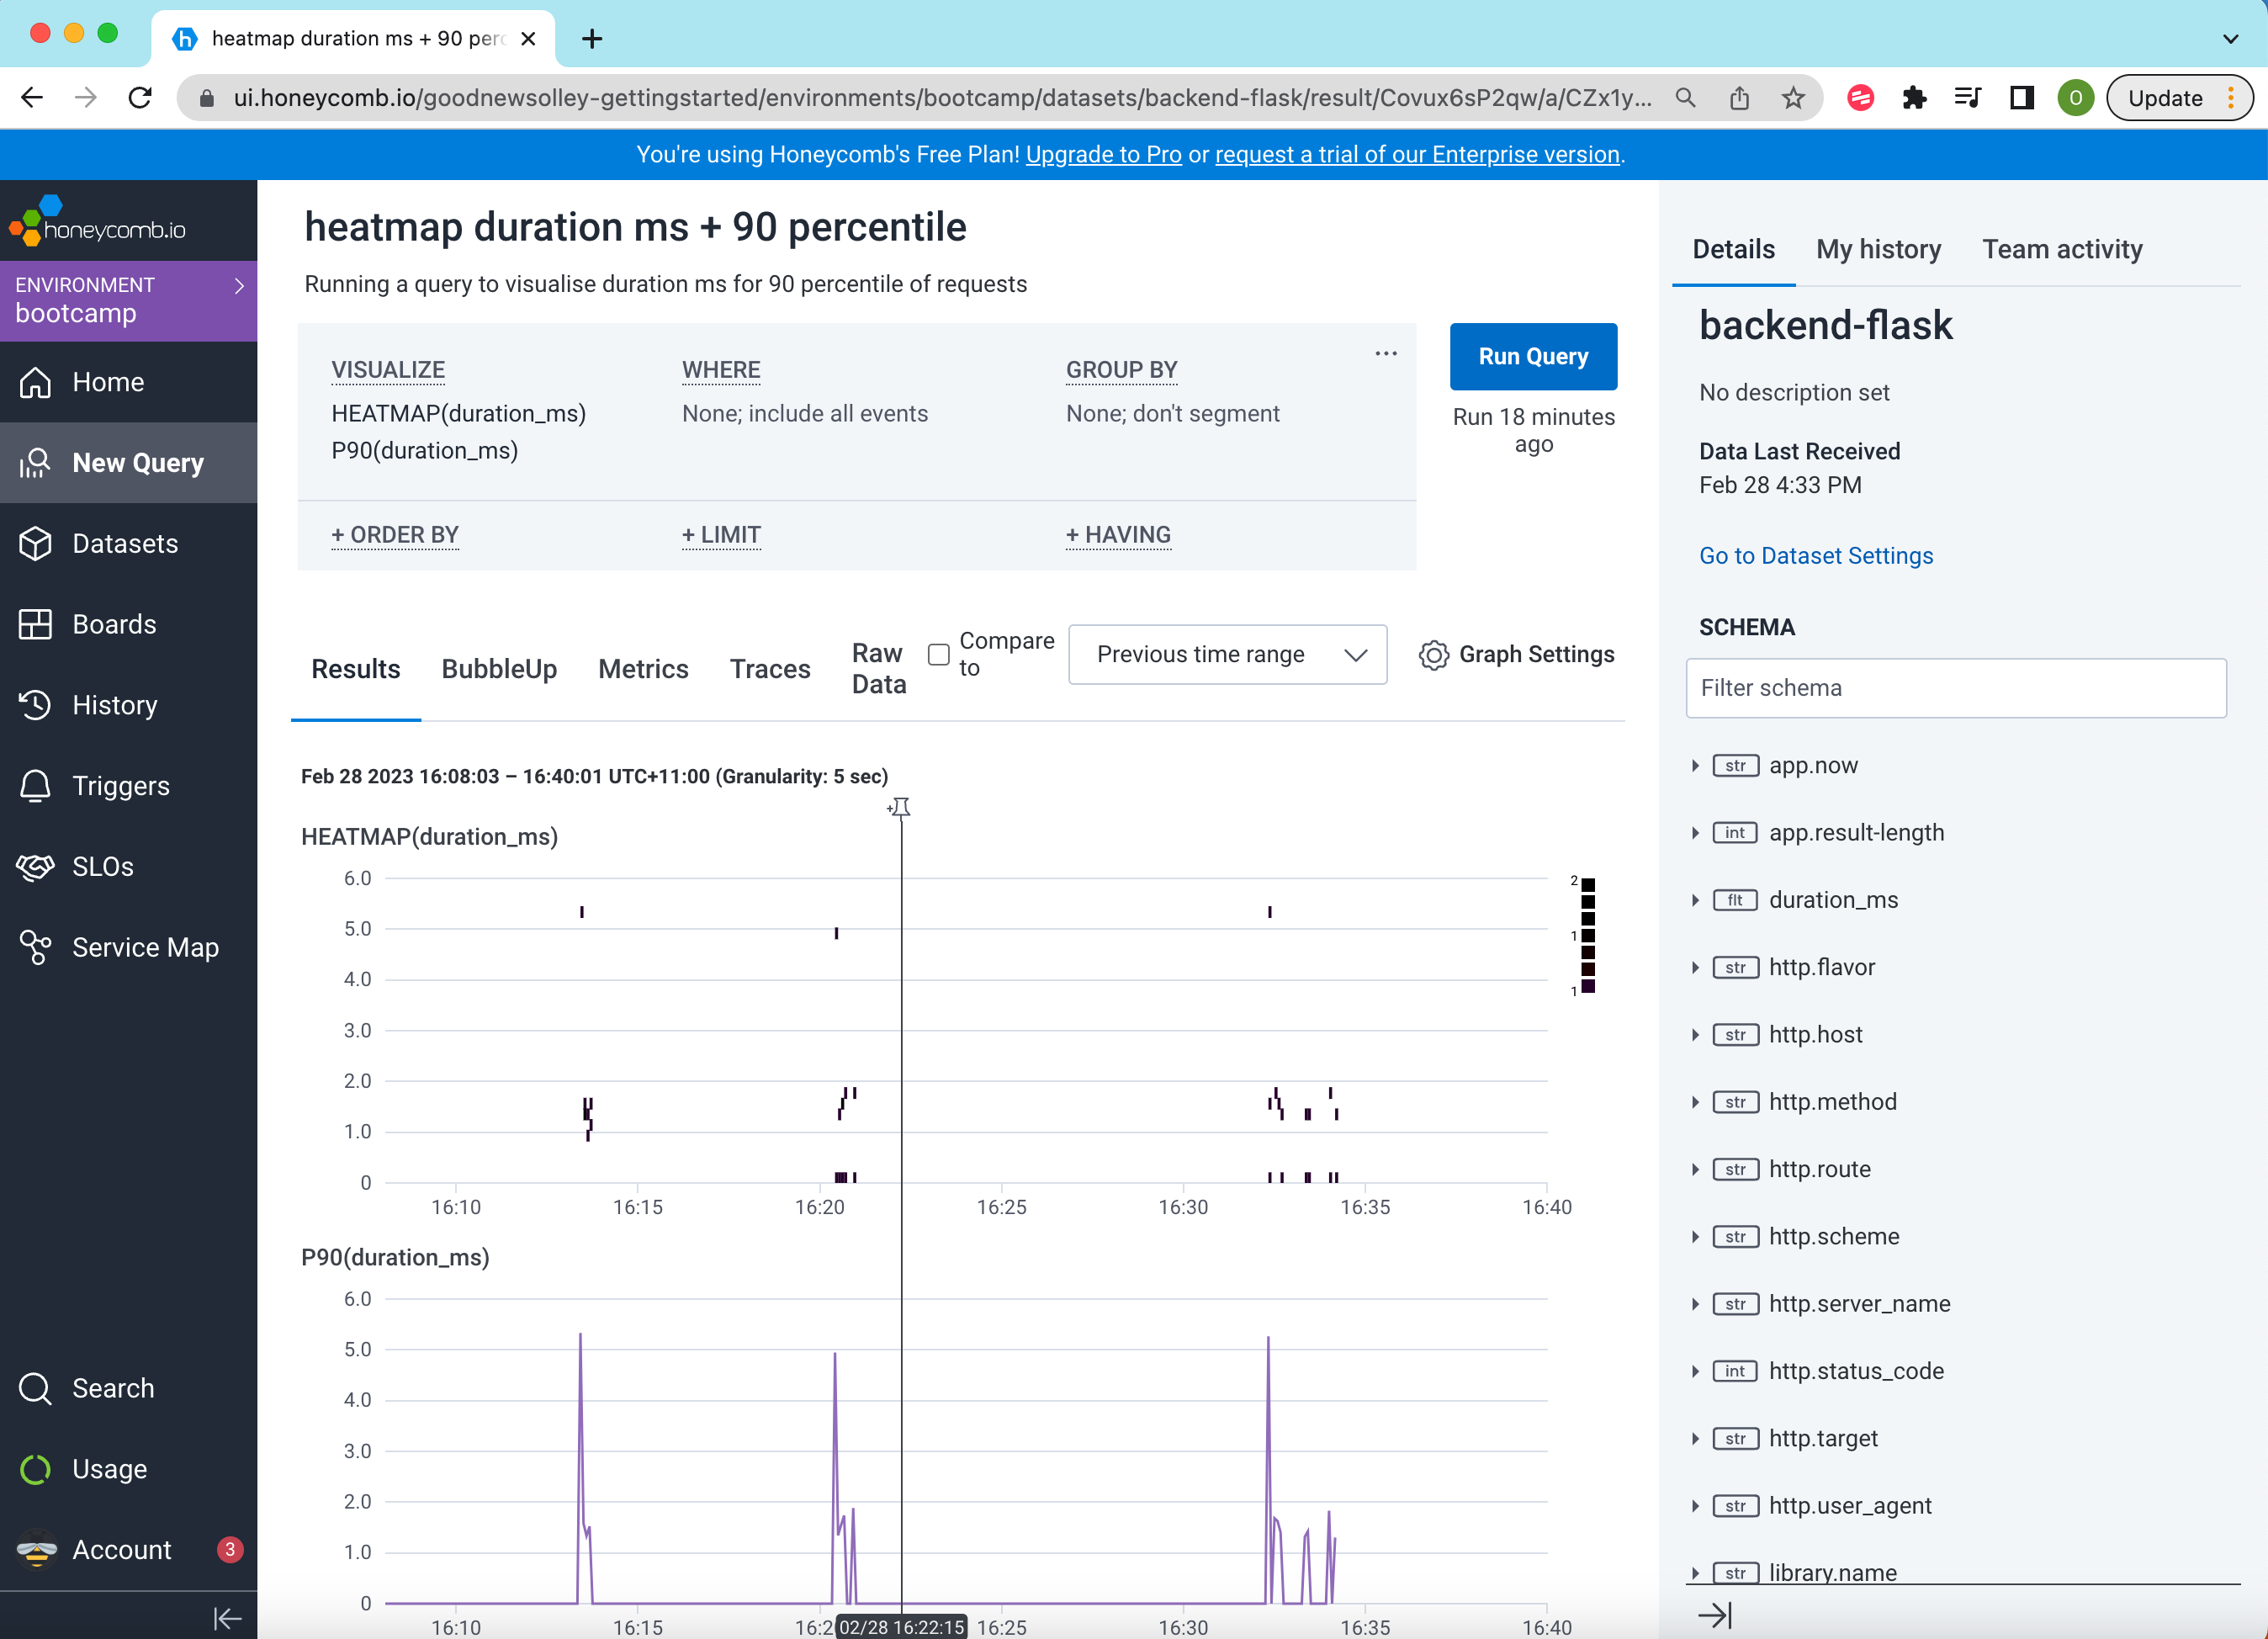 heatmap duration ms + 90 perc
ui.honeycomb.io/goodnewsolley-gettingstarted/environments/bootcamp/datasets/backend-flask/result/Covux6sP2qw/a/CZx1y...
O
Update
You're using Honeycomb's Free Plan! Upgrade to Pro or request a trial of our Enterprise version.
honeycomb.io
ENVIRONMENT
bootcamp
Home
New Query
Datasets
Boards
History
Triggers
SLOs
Service Map
Search
Usage
Account 3
heatmap duration ms + 90 percentile
Running a query to visualise duration ms for 90 percentile of requests
VISUALIZE WHERE GROUP BY
HEATMAP(duration_ms) None; include all events None; don't segment
P90(duration_ms)
+ ORDER BY + LIMIT + HAVING
Run Query
Run 18 minutes
ago
Results BubbleUp Metrics Traces
Raw
Data
Compare
to
Previous time range
Graph Settings
Feb 28 2023 16:08:03 – 16:40:01 UTC+11:00 (Granularity: 5 sec)
HEATMAP(duration_ms)
6.0
5.0
4.0
3.0
2.0
1.0
0
16:10 16:15 16:20 16:25 16:30 16:35 16:40
2
1
1
P90(duration_ms)
6.0
5.0
4.0
3.0
2.0
1.0
0
16:10 16:15 16:2 02/28 16:22:15 16:25 16:30 16:35 16:40
Details My history Team activity
backend-flask
No description set
Data Last Received
Feb 28 4:33 PM
Go to Dataset Settings
SCHEMA
Filter schema
str app.now
int app.result-length
flt duration_ms
str http.flavor
str http.host
str http.method
str http.route
str http.scheme
str http.server_name
int http.status_code
str http.target
str http.user_agent
str library.name